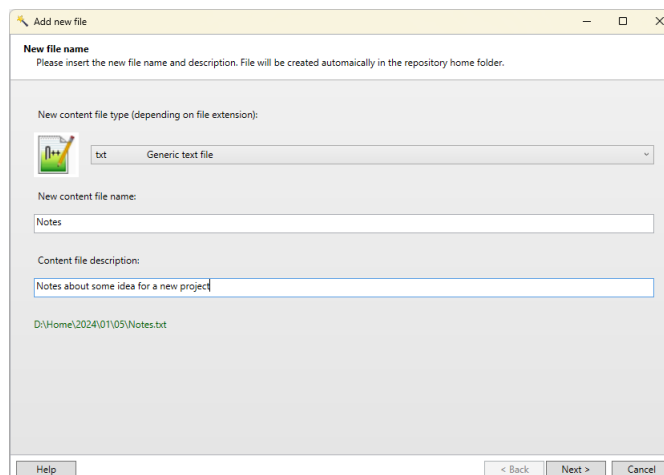 Add new file
New file name
Please insert the new file name and description. File will be created automaically in the repository home folder.
New content file type (depending on file extension):
n++
txt Generic text file
New content file name:
Notes
Content file description:
Notes about some idea for a new project
D:\Home\2024\01\05\Notes.txt
Help
< Back Next > Cancel